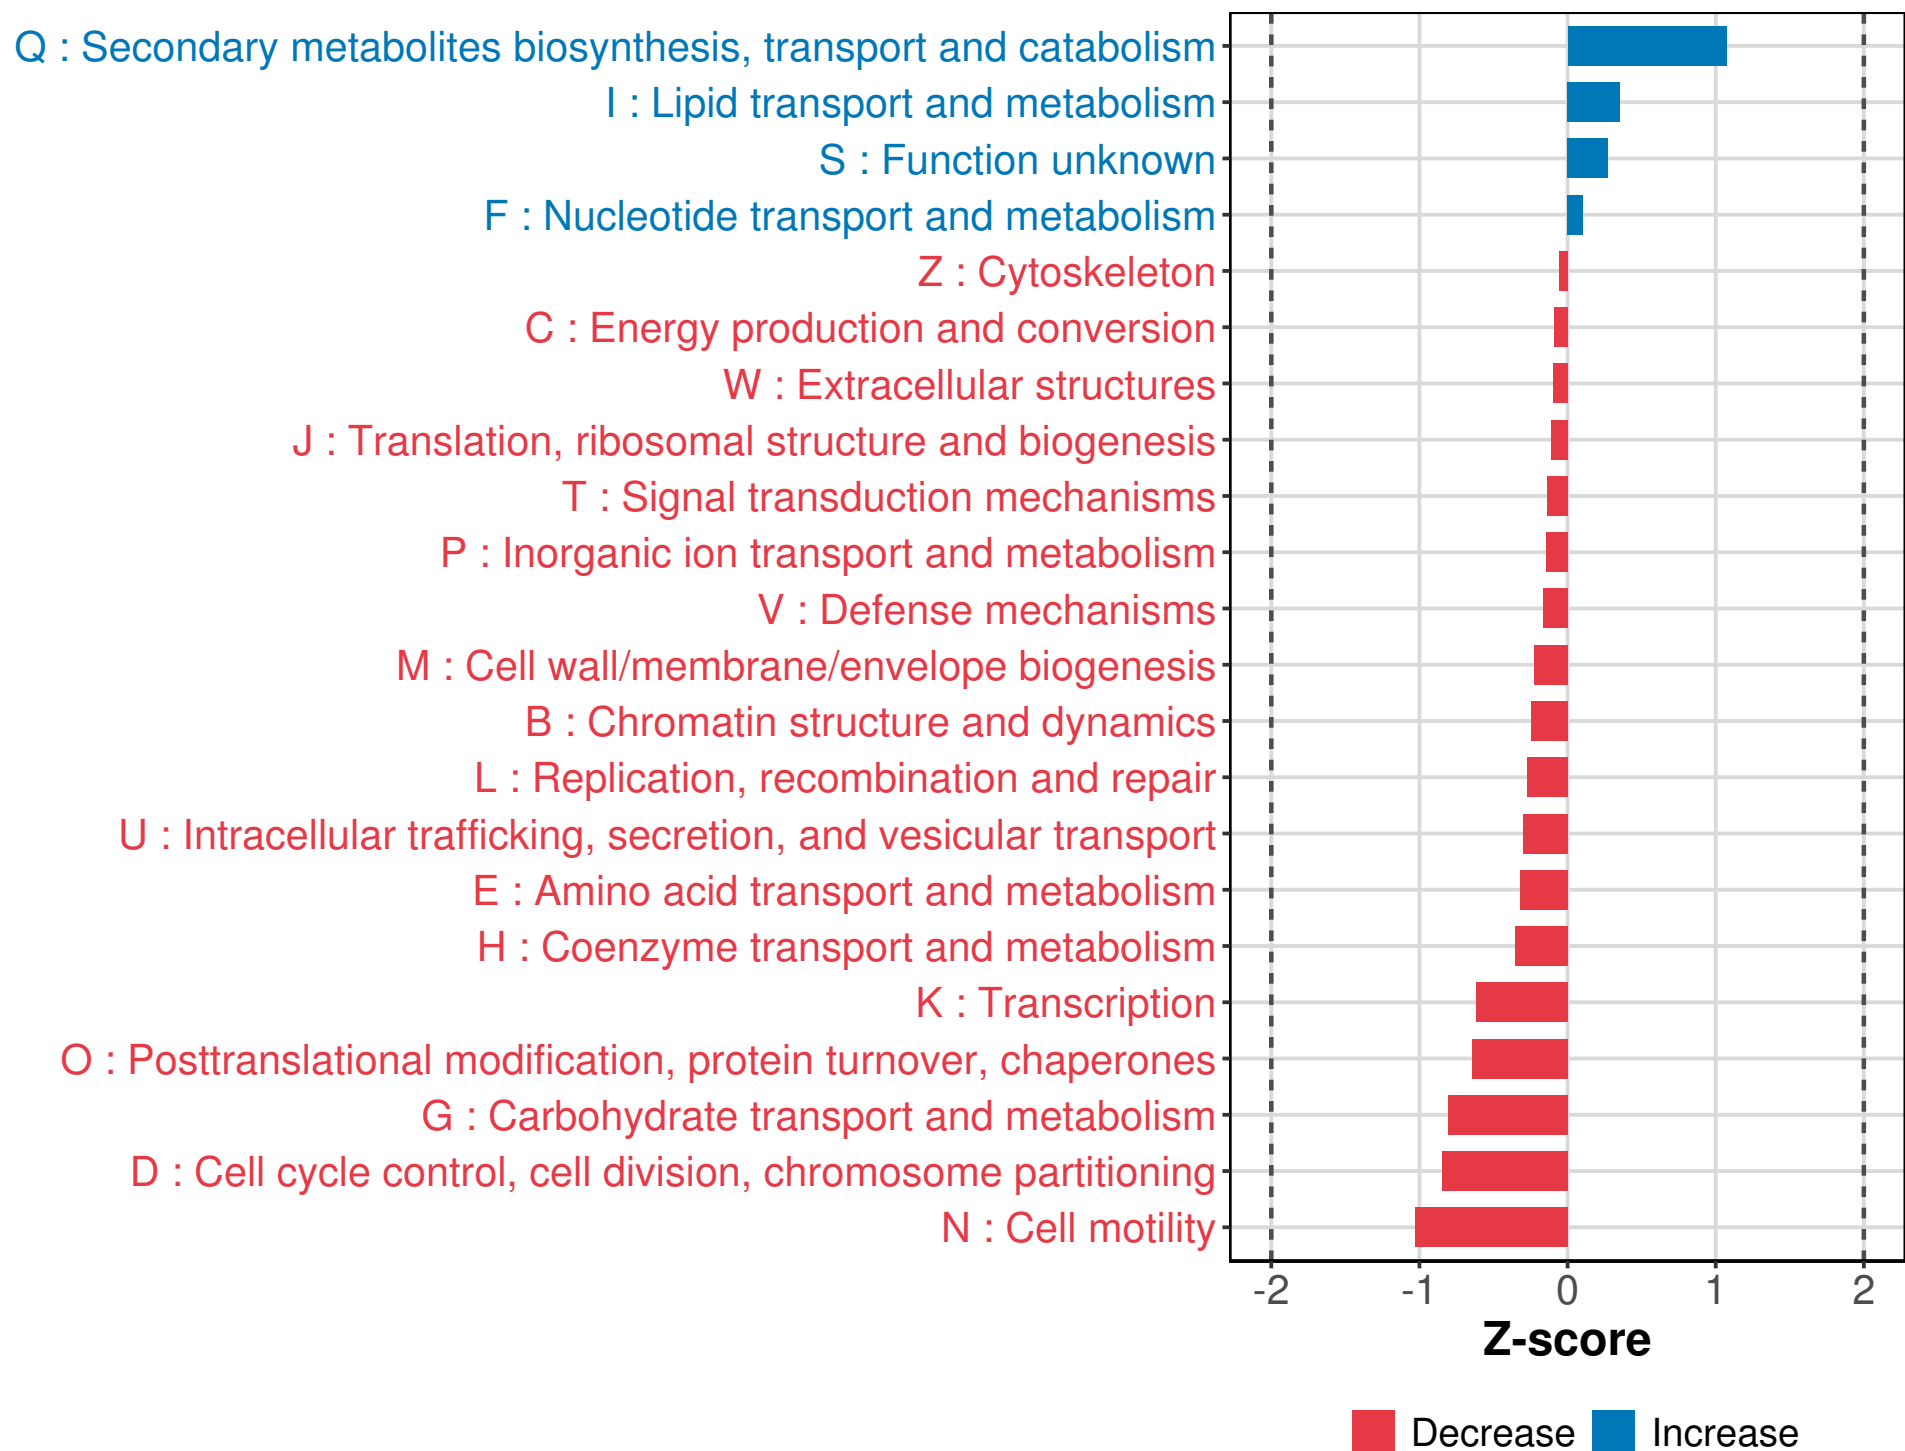 Q : Secondary metabolites biosynthesis, transport and catabolism
I : Lipid transport and metabolism
S : Function unknown
F : Nucleotide transport and metabolism
Z : Cytoskeleton
C : Energy production and conversion
W : Extracellular structures
J : Translation, ribosomal structure and biogenesis
T : Signal transduction mechanisms
P : Inorganic ion transport and metabolism
V : Defense mechanisms
M : Cell wall/membrane/envelope biogenesis
B : Chromatin structure and dynamics
L : Replication, recombination and repair
U : Intracellular trafficking, secretion, and vesicular transport
E : Amino acid transport and metabolism
H : Coenzyme transport and metabolism
K : Transcription
O : Posttranslational modification, protein turnover, chaperones
G : Carbohydrate transport and metabolism
D : Cell cycle control, cell division, chromosome partitioning
N : Cell motility
-2 -1 0 1 2
Z-score
Decrease Increase